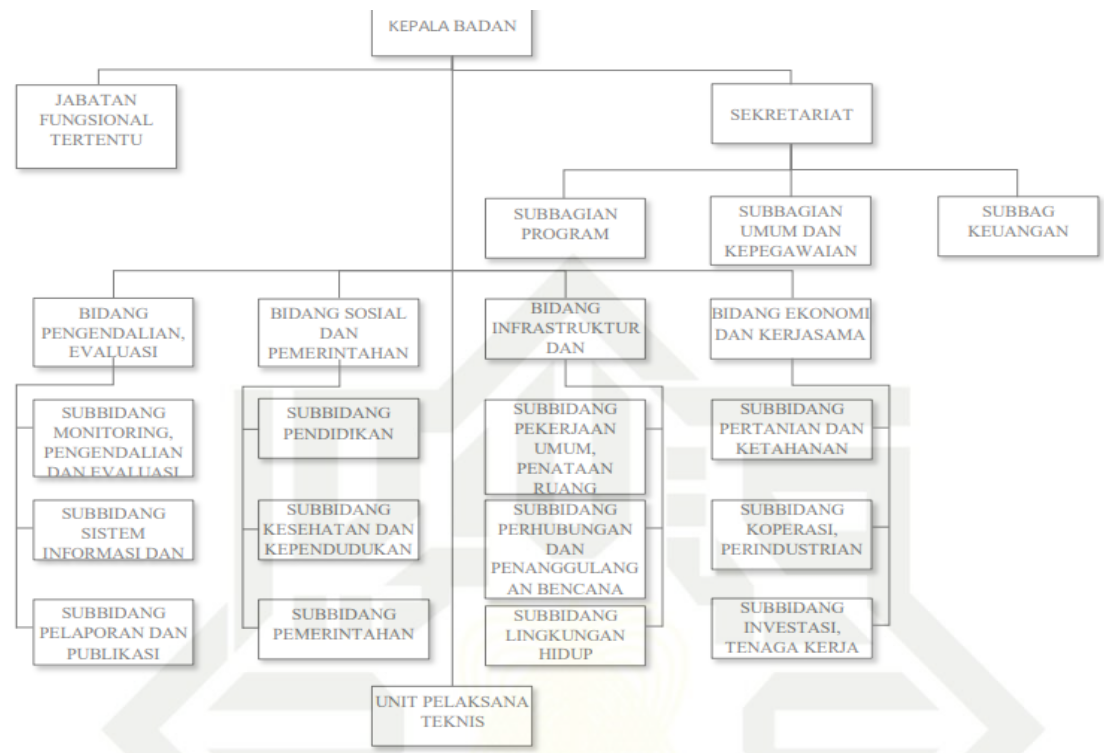 KEPALA BADAN
JABATAN
FUNGSIONAL
TERTENTU
SEKRETARIAT
SUBBAGIAN
PROGRAM
SUBBAGIAN
UMUM DAN
KEPEGAWAIAN
SUBBAG
KEUANGAN
BIDANG
PENGENDALIAN,
EVALUASI
BIDANG SOSIAL
DAN
PEMERINTAHAN
BIDANG
INFRASTRUKTUR
DAN
BIDANG EKONOMI
DAN KERJASAMA
SUBBIDANG
MONITORING,
PENGENDALIAN
DAN EVALUASI
SUBBIDANG
PENDIDIKAN
SUBBIDANG
PEKERJAAN
UMUM,
PENATAAN
RUANG
SUBBIDANG
PERTANIAN DAN
KETAHANAN
SUBBIDANG
SISTEM
INFORMASI DAN
SUBBIDANG
KESEHATAN DAN
KEPENDUDUKAN
SUBBIDANG
PERHUBUNGAN
DAN
PENANGGULANG
AN BENCANA
SUBBIDANG
KOPERASI,
PERINDUSTRIAN
SUBBIDANG
PELAPORAN DAN
PUBLIKASI
SUBBIDANG
PEMERINTAHAN
SUBBIDANG
LINGKUNGAN
HIDUP
SUBBIDANG
INVESTASI,
TENAGA KERJA
UNIT PELAKSANA
TEKNIS